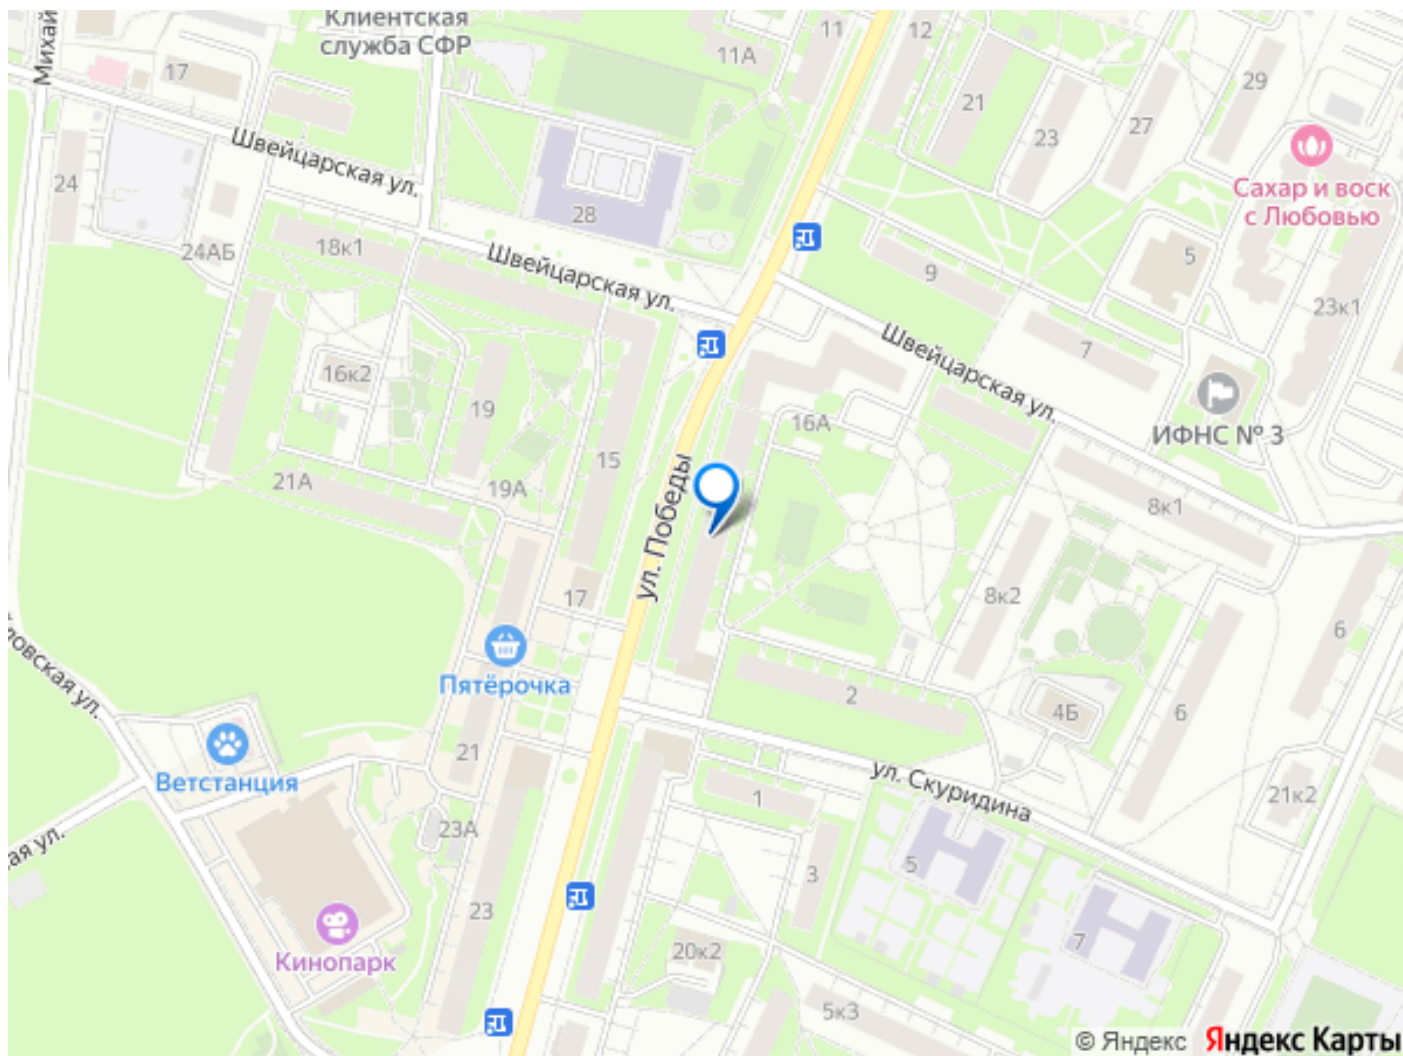 Клиентская
служба СФР
11
12
11А
Михай
17
29
21
23
27
Швейцарская ул.
24
28
Сахар и воск
с Любовью
24АБ
18к1
Швейцарская ул.
9
5
23к1
Швейцарская ул.
7
16к2
19
16А
ИФНС № 3
15
21А
19А
ул. Победы
8к1
17
8к2
6
ловская ул.
Пятёрочка
2
4Б
6
21
Ветстанция
ул. Скуридина
1
21к2
ая ул.
23А
5
3
23
7
20к2
Кинопарк
5к3
© Яндекс Яндекс Карты